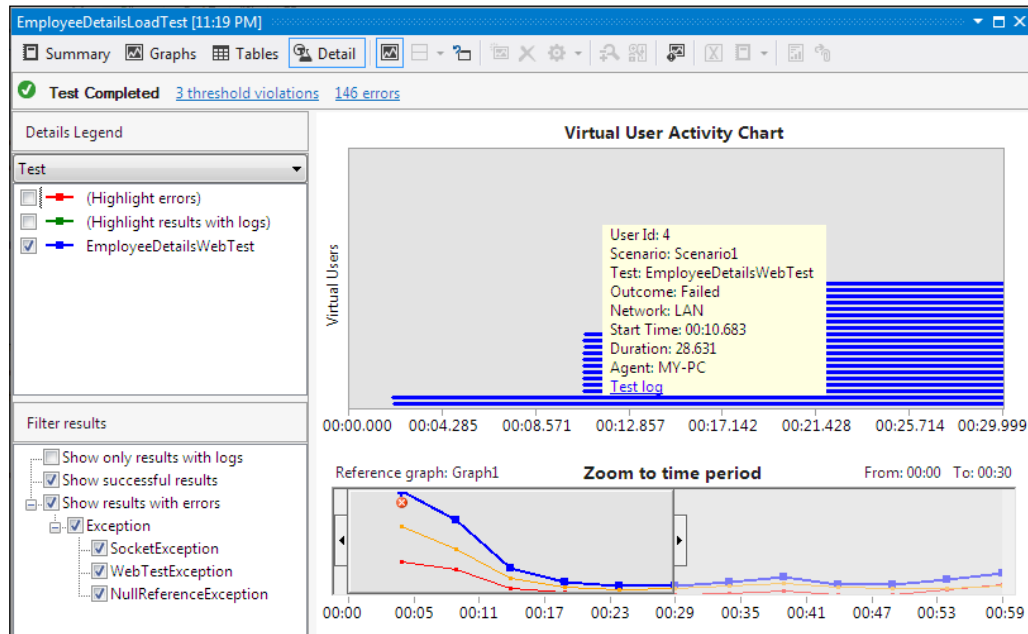 EmployeeDetailsLoadTest [11:19 PM]
Summary Graphs Tables Detail
Test Completed 3 threshold violations 146 errors
Details Legend
Test
(Highlight errors)
(Highlight results with logs)
EmployeeDetailsWebTest
Filter results
Show only results with logs
Show successful results
Show results with errors
Exception
SocketException
WebTestException
NullReferenceException
Virtual User Activity Chart
Virtual Users
User Id: 4
Scenario: Scenario1
Test: EmployeeDetailsWebTest
Outcome: Failed
Network: LAN
Start Time: 00:10.683
Duration: 28.631
Agent: MY-PC
Test log
00:00.000 00:04.285 00:08.571 00:12.857 00:17.142 00:21.428 00:25.714 00:29.999
Reference graph: Graph1 Zoom to time period From: 00:00 To: 00:30
00:00 00:05 00:11 00:17 00:23 00:29 00:35 00:41 00:47 00:53 00:59